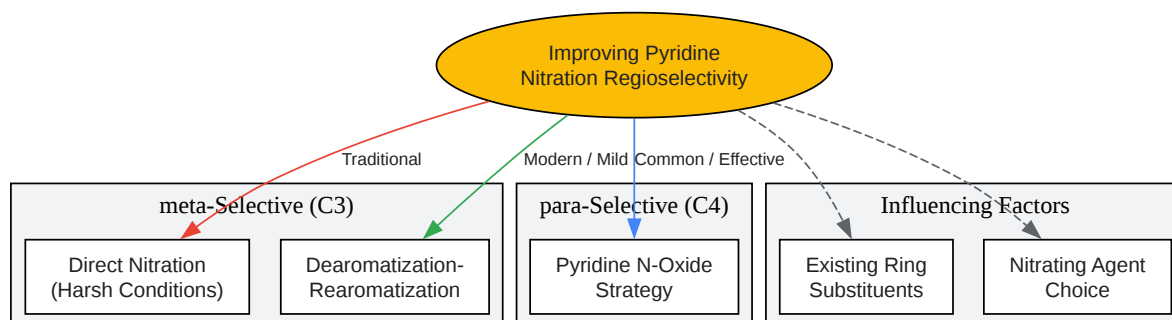 Improving Pyridine
Nitration Regioselectivity
Traditional
Modern / Mild
Common / Effective
meta-Selective (C3)
para-Selective (C4)
Influencing Factors
Direct Nitration
(Harsh Conditions)
Dearomatization-
Rearomatization
Pyridine N-Oxide
Strategy
Existing Ring
Substituents
Nitrating Agent
Choice